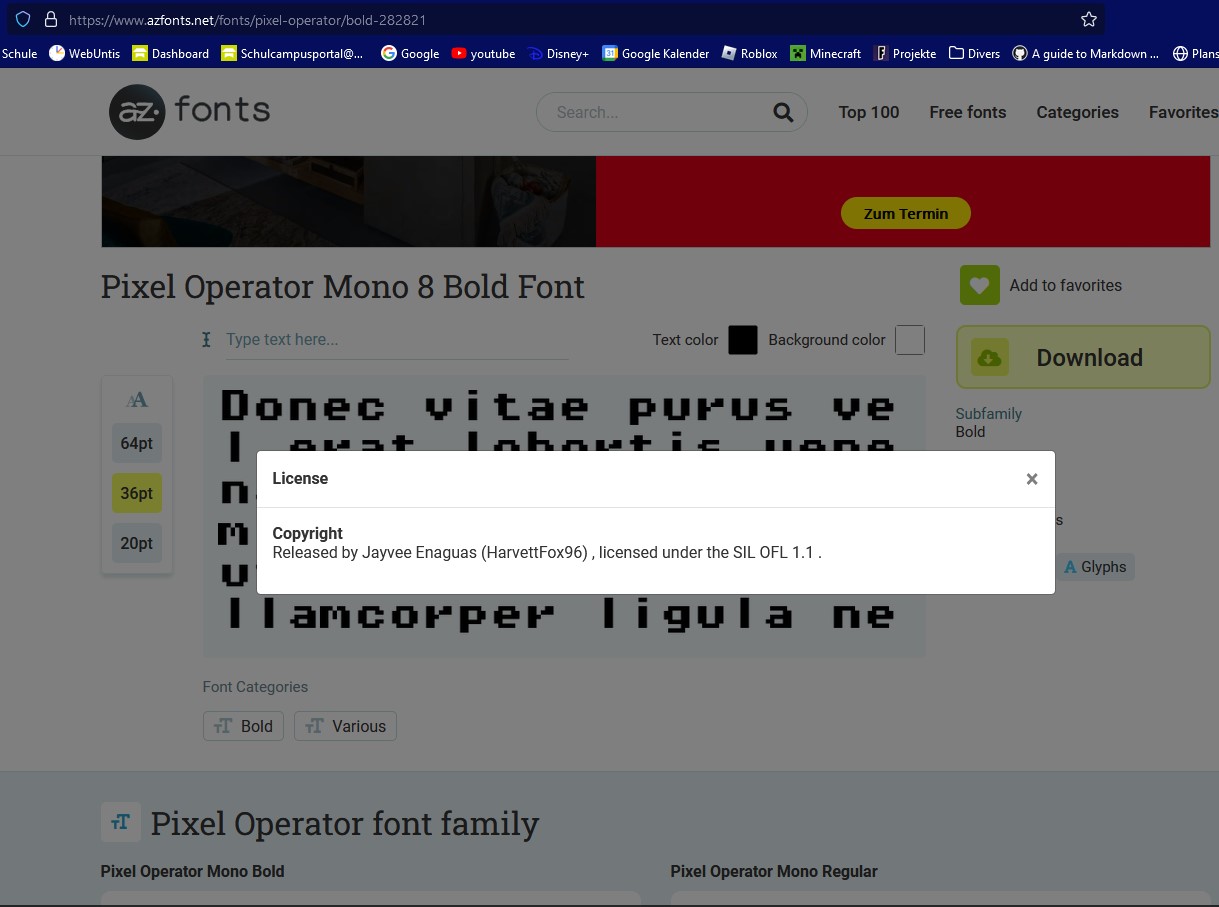 https://www.azfonts.net/fonts/pixel-operator/bold-282821
Schule WebUntis Dashboard Schulcampusportal@... Google youtube Disney+ 31 Google Kalender Roblox Minecraft Projekte Divers A guide to Markdown ... Plans
az. fonts Search... Top 100 Free fonts Categories Favorites
Zum Termin
Pixel Operator Mono 8 Bold Font
Add to favorites
Type text here...
Text color Background color
Download
AA
64pt
36pt
20pt
Donec vitae purus ve
l erat lobortis vene
n
m
u
llamcorper ligula ne
Subfamily
Bold
License
×
Copyright
Released by Jayvee Enaguas (HarvettFox96) , licensed under the SIL OFL 1.1 .
s
A Glyphs
Font Categories
TT Bold TT Various
TT Pixel Operator font family
Pixel Operator Mono Bold Pixel Operator Mono Regular